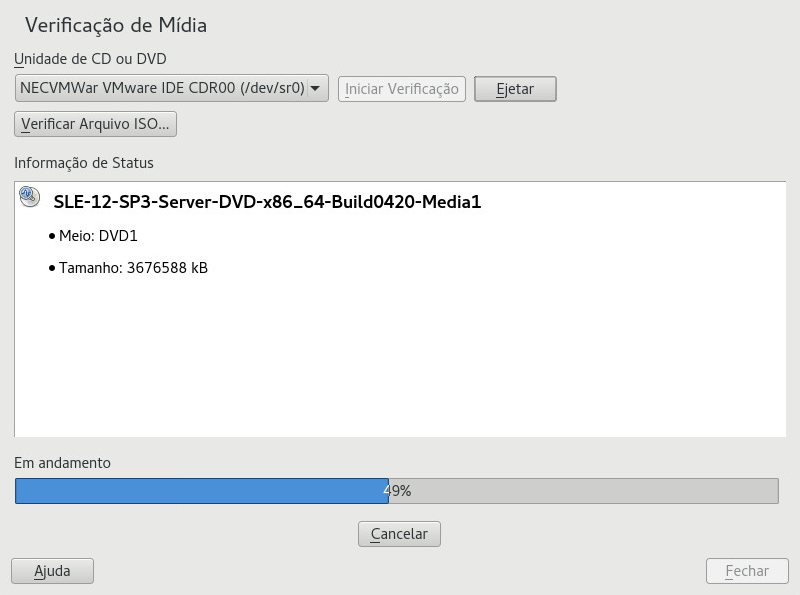 Verificação de Mídia
Unidade de CD ou DVD
NECVMWar VMware IDE CDR00 (/dev/sr0) Iniciar Verificação Ejetar
Verificar Arquivo ISO...
Informação de Status
SLE-12-SP3-Server-DVD-x86_64-Build0420-Media1
• Meio: DVD1
• Tamanho: 3676588 kB
Em andamento
49%
Cancelar
Ajuda Fechar